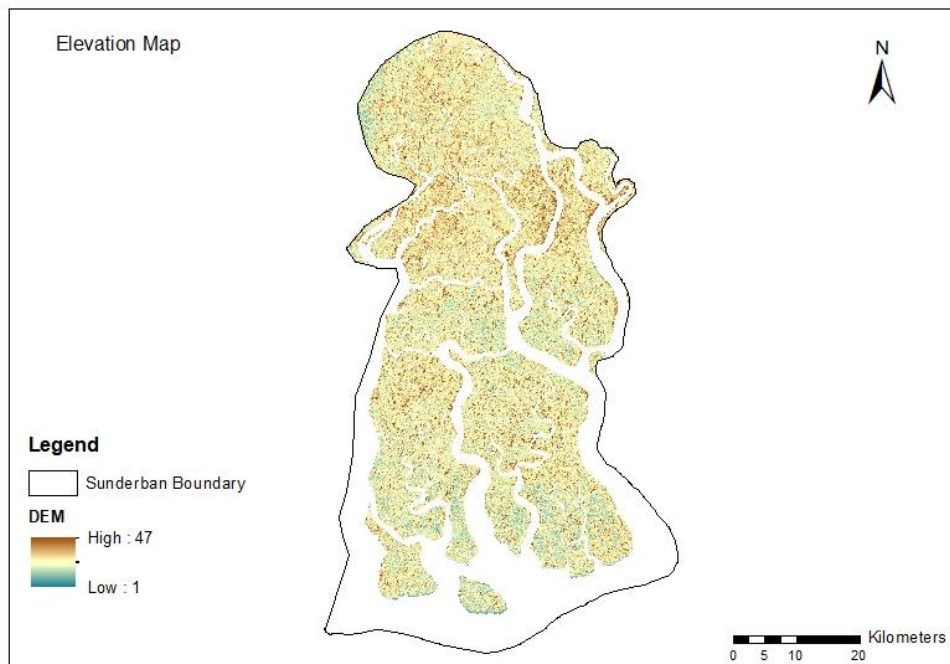 Elevation Map
N
Legend
Sunderban Boundary
DEM
High : 47
Low : 1
Kilometers
0 5 10 20